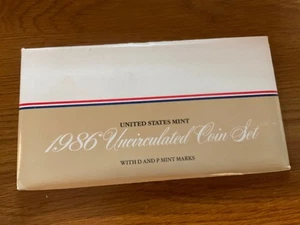 UNITED STATES MINT
1986 Uncirculated Coin Set
WITH D AND P MINT MARKS